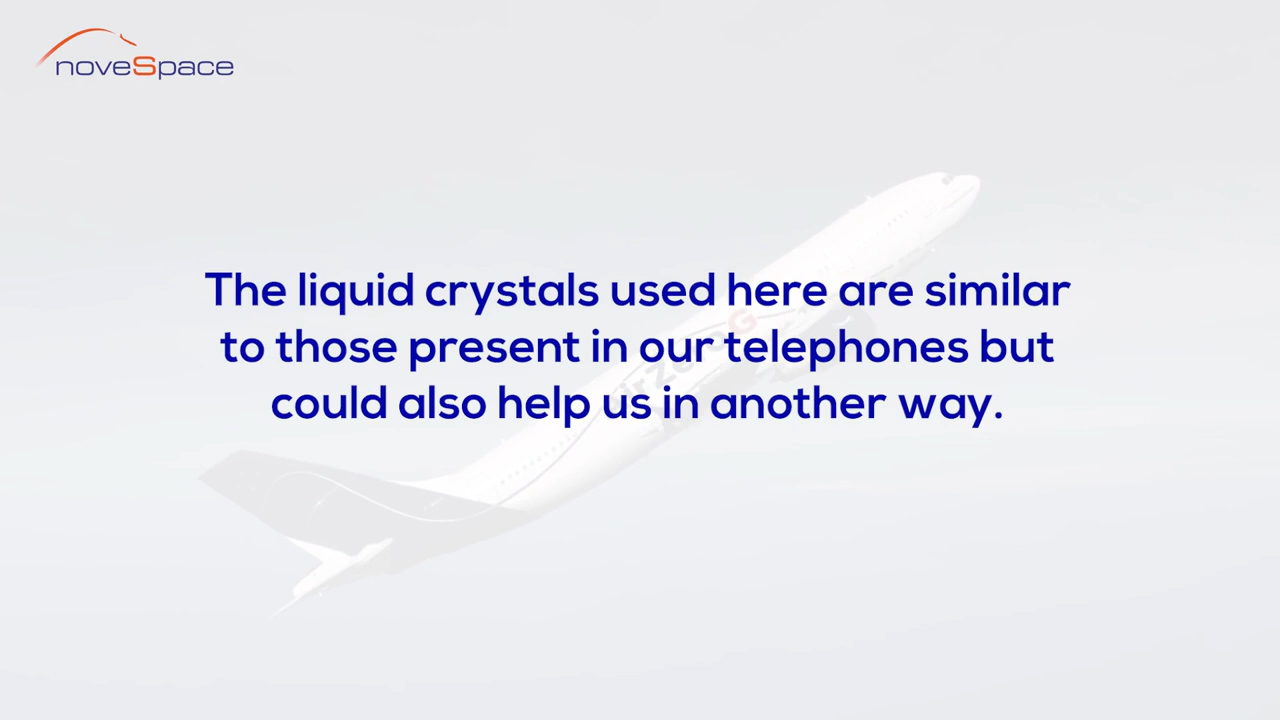 noveSpace
The liquid crystals used here are similar
to those present in our telephones but
could also help us in another way.